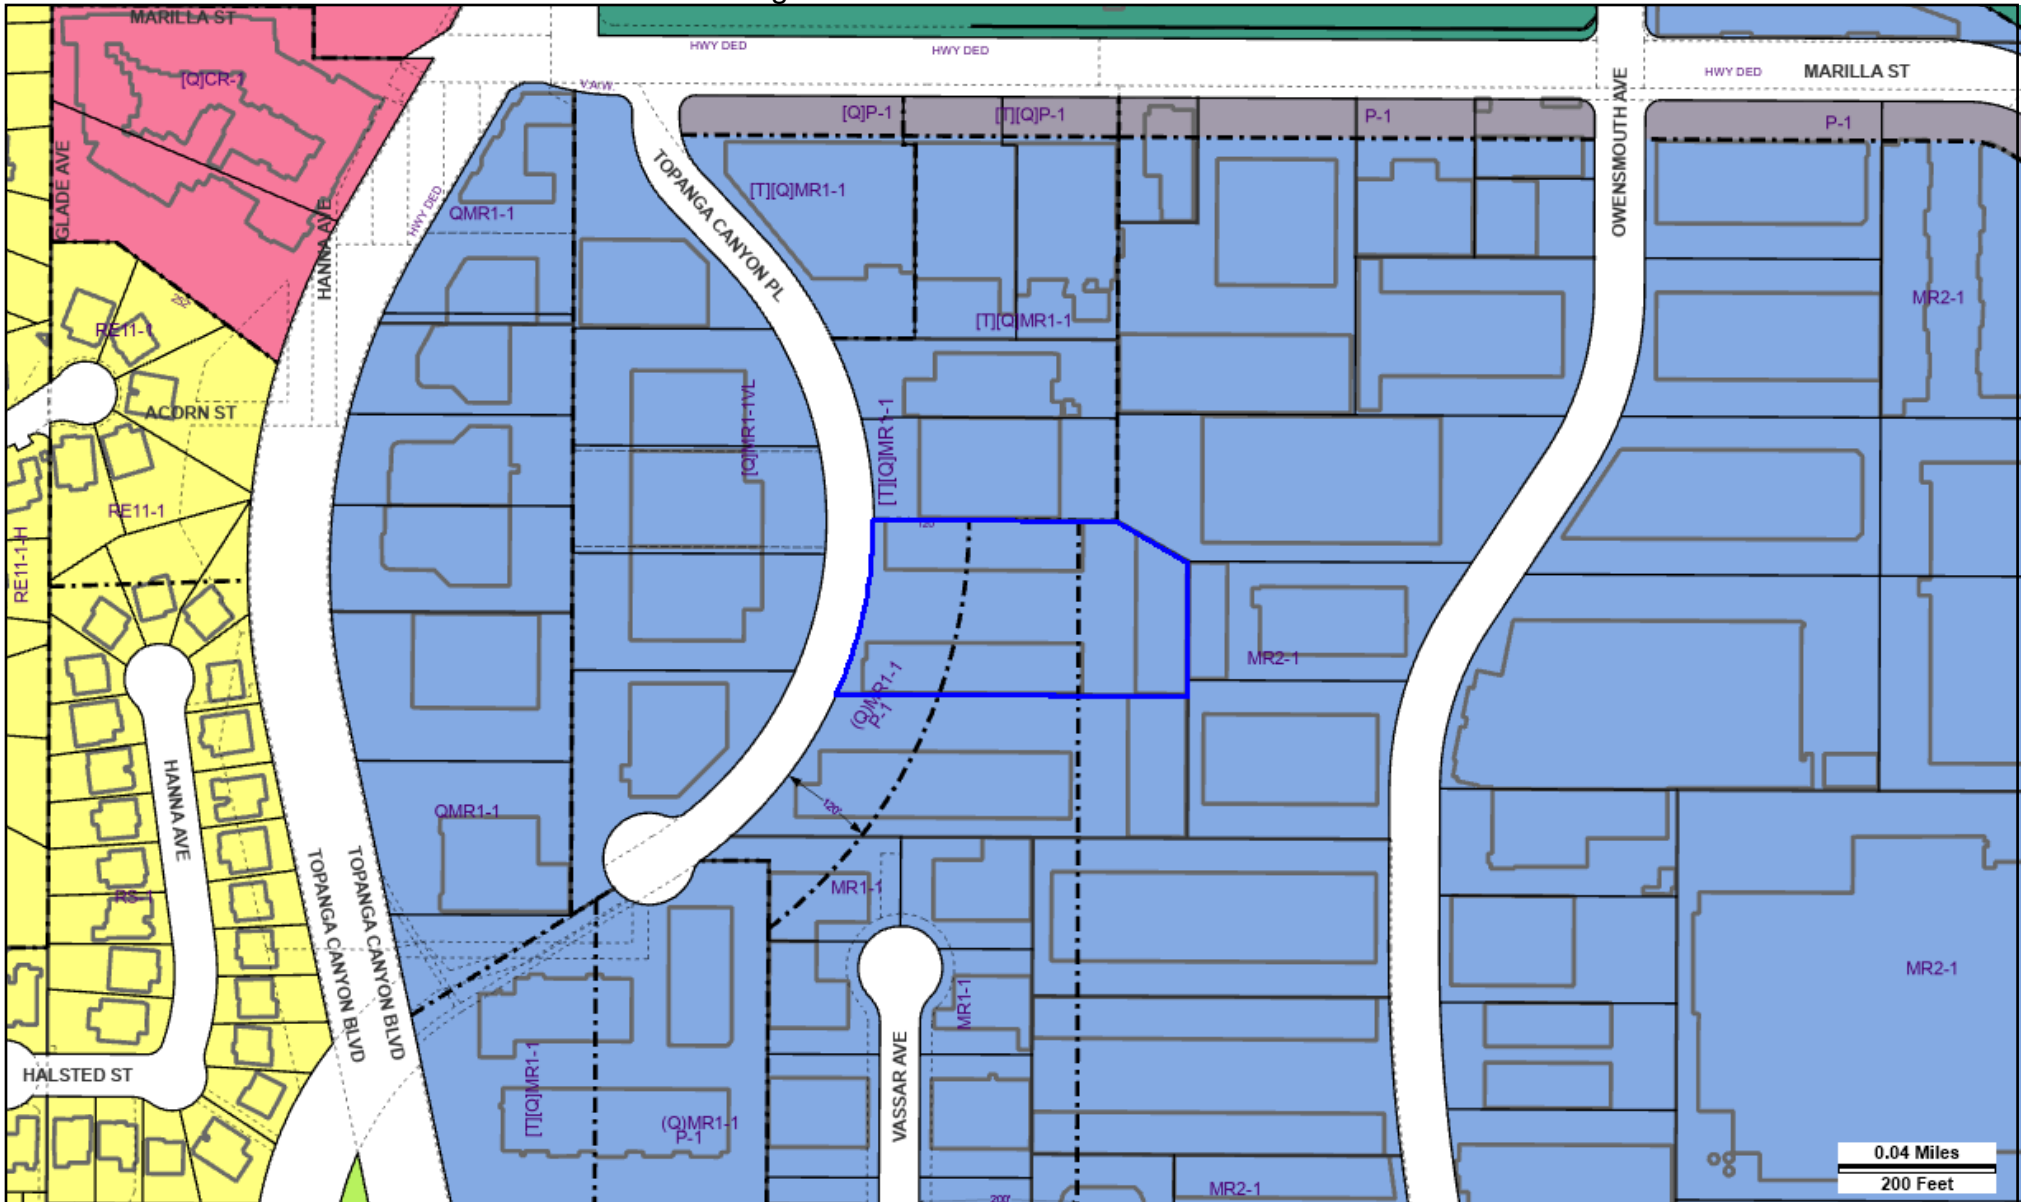 MARILLA ST
HWY DED
HWY DED
HWY DED
MARILLA ST
[Q]CR-1
[Q]P-1
[T][Q]P-1
P-1
P-1
GLADE AVE
HANNA AVE
HWY DED
QMR1-1
TOPANGA CANYON PL
[T][Q]MR1-1
OWENSMOUTH AVE
252
RE11-1
[T][Q]MR1-1
MR2-1
ACORN ST
[Q]MR1-1VL
[T][Q]MR1-1
RE11-1
RE11-1-H
120'
(Q)MR1-1
P-1
MR2-1
HANNA AVE
QMR1-1
120'
TOPANGA CANYON BLVD
TOPANGA CANYON BLVD
RS-1
MR1-1
MR2-1
MR1-1
VASSAR AVE
HALSTED ST
[T][Q]MR1-1
(Q)MR1-1
P-1
MR2-1
200'
0.04 Miles
200 Feet